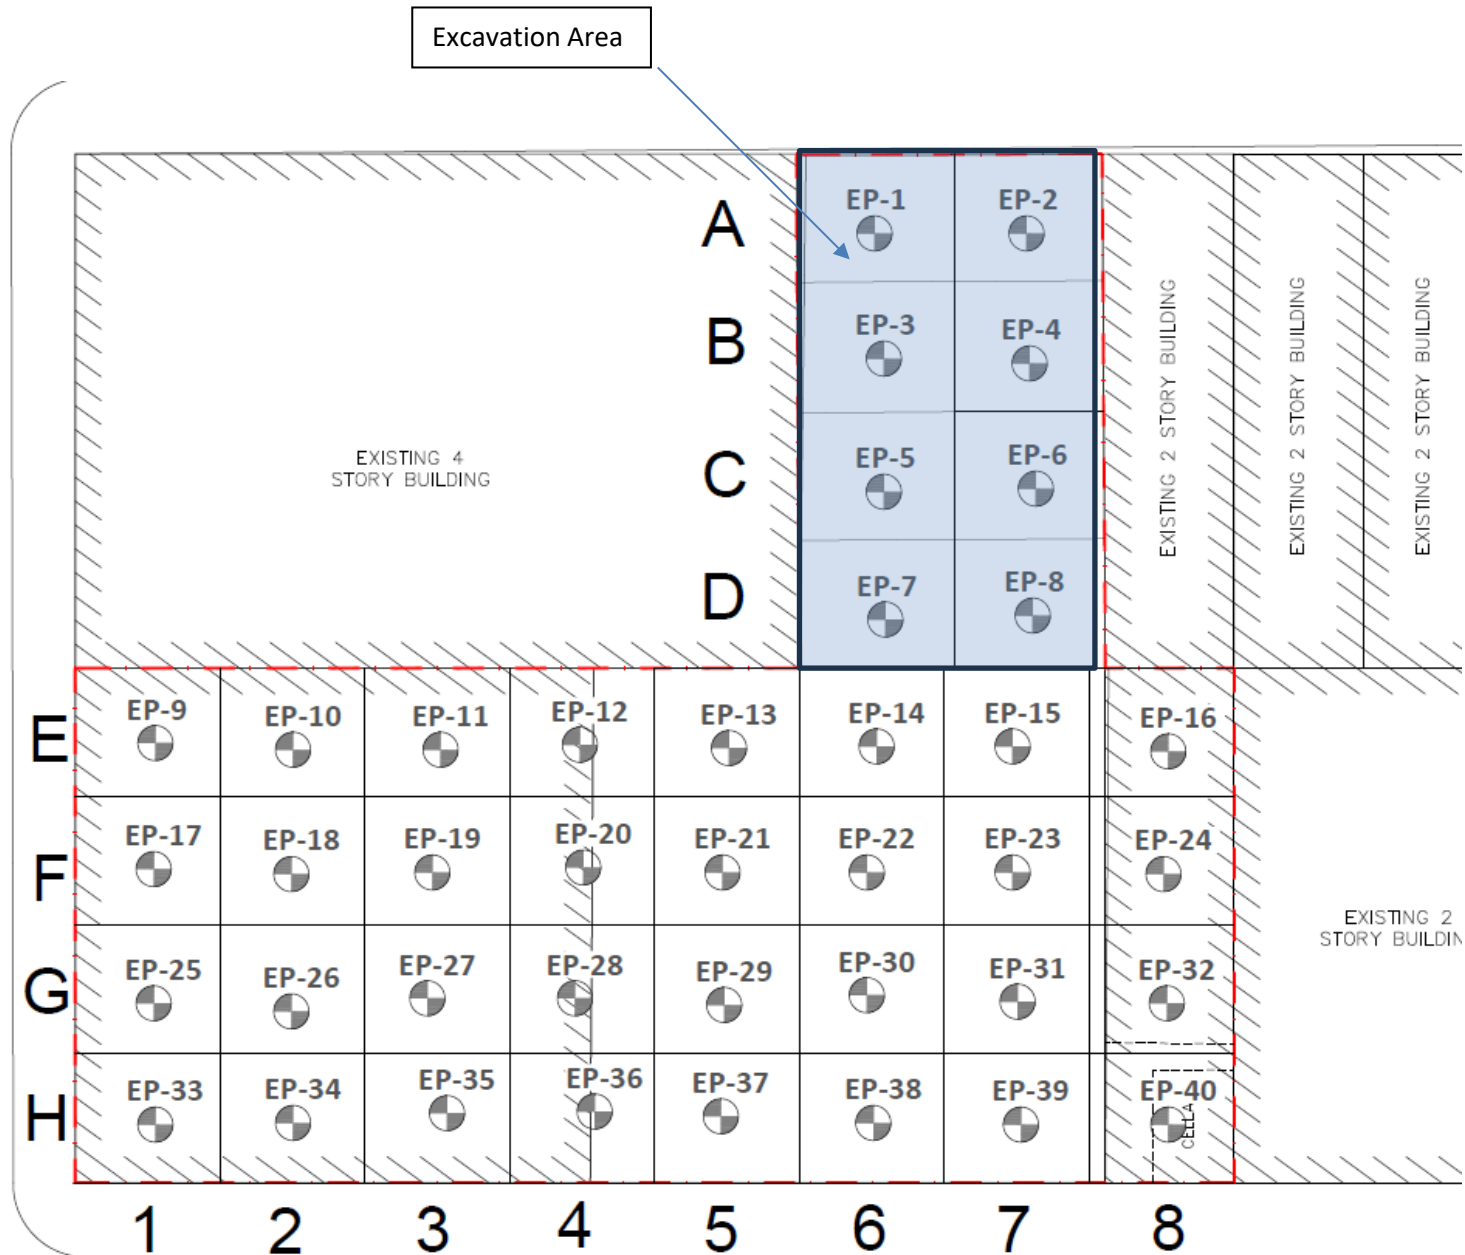 Excavation Area
A
EP-1
EP-2
B
EP-3
EP-4
EXISTING 4
STORY BUILDING
C
EP-5
EP-6
EXISTING 2 STORY BUILDING
EXISTING 2 STORY BUILDING
EXISTING 2 STORY BUILDING
D
EP-7
EP-8
E
EP-9
EP-10
EP-11
EP-12
EP-13
EP-14
EP-15
EP-16
F
EP-17
EP-18
EP-19
EP-20
EP-21
EP-22
EP-23
EP-24
EXISTING 2
STORY BUILDIN
G
EP-25
EP-26
EP-27
EP-28
EP-29
EP-30
EP-31
EP-32
H
EP-33
EP-34
EP-35
EP-36
EP-37
EP-38
EP-39
EP-40
CELLA
1
2
3
4
5
6
7
8